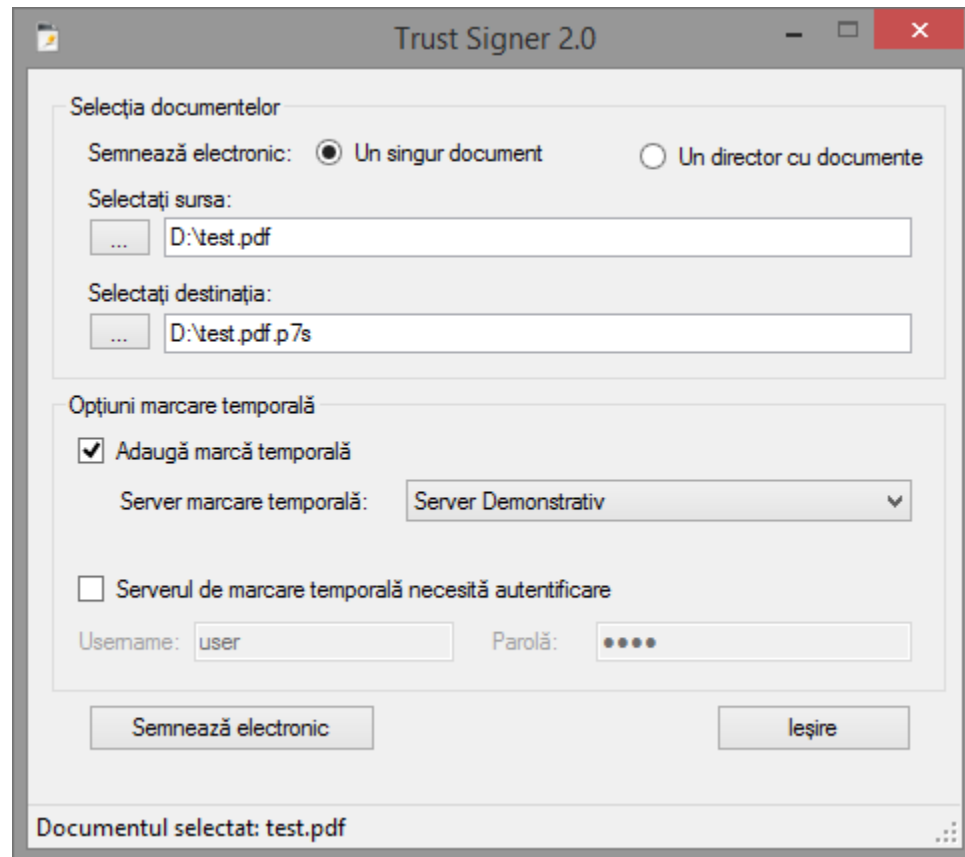 Trust Signer 2.0
Selecția documentelor
Semnează electronic: Un singur document Un director cu documente
Selectați sursa:
... D:\test.pdf
Selectați destinația:
... D:\test.pdf.p7s
Opțiuni marcare temporală
Adaugă marcă temporală
Server marcare temporală: Server Demonstrativ
Serverul de marcare temporală necesită autentificare
Username: user Parolă: ●●●●
Semnează electronic Ieșire
Documentul selectat: test.pdf